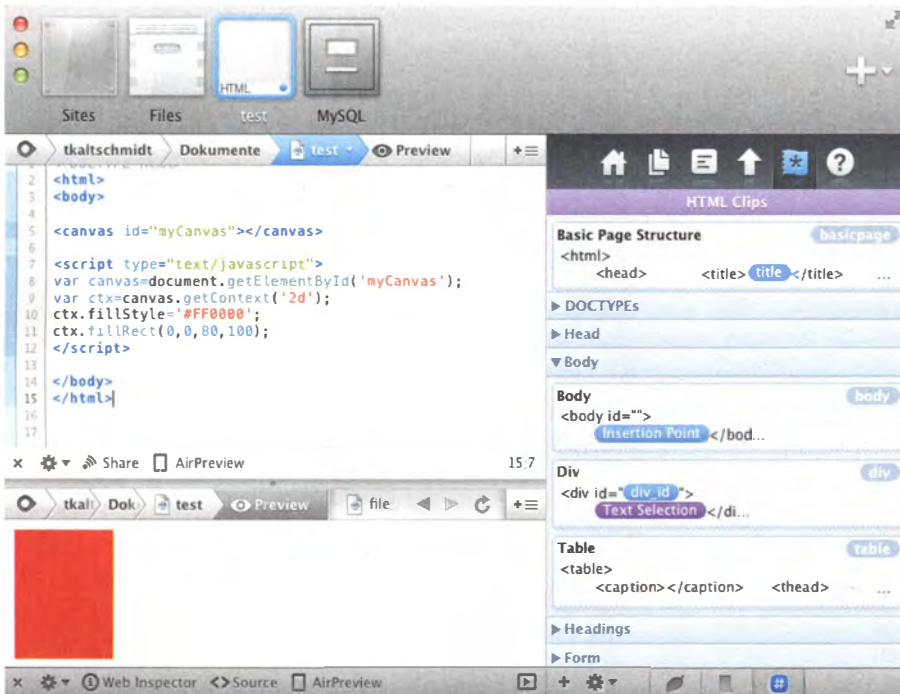 HTML
Sites
Files
test
MySQL
tkaltschmidt
Dokumente
test
Preview
2 <html>
3 <body>
4
5 <canvas id="myCanvas"></canvas>
6
7 <script type="text/javascript">
8 var canvas=document.getElementById('myCanvas');
9 var ctx=canvas.getContext('2d');
10 ctx.fillStyle='#FF0000';
11 ctx.fillRect(0,0,80,100);
12 </script>
13
14 </body>
15 </html>
16
17
Share
AirPreview
15:7
tkalt
Dok
test
Preview
file
Web Inspector
Source
AirPreview
HTML Clips
Basic Page Structure
basicpage
<html>
<head> <title> title </title> ...
DOCTYPEs
Head
Body
Body
body
<body id="">
Insertion Point </bod...
Div
div
<div id=" div_id ">
Text Selection </di...
Table
table
<table>
<caption></caption> <thead> ...
Headings
Form